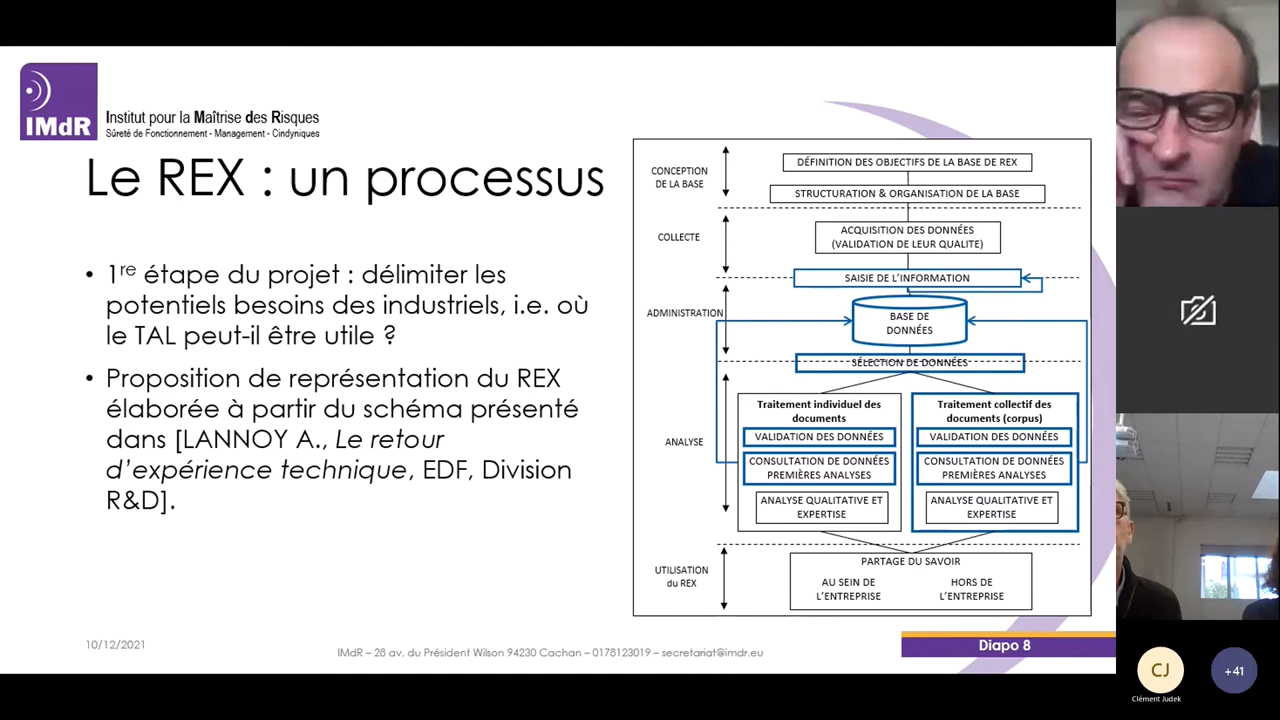 IMdR
Institut pour la Maîtrise des Risques
Sûreté de Fonctionnement - Management - Cindyniques
Le REX : un processus
• 1re étape du projet : délimiter les
potentiels besoins des industriels, i.e. où
le TAL peut-il être utile ?
• Proposition de représentation du REX
élaborée à partir du schéma présenté
dans [LANNOY A., Le retour
d’expérience technique, EDF, Division
R&D].
CONCEPTION
DE LA BASE
DÉFINITION DES OBJECTIFS DE LA BASE DE REX
STRUCTURATION & ORGANISATION DE LA BASE
COLLECTE
ACQUISITION DES DONNÉES
(VALIDATION DE LEUR QUALITE)
SAISIE DE L’INFORMATION
ADMINISTRATION
BASE DE
DONNÉES
SÉLECTION DE DONNÉES
ANALYSE
Traitement individuel des
documents
VALIDATION DES DONNÉES
CONSULTATION DE DONNÉES
PREMIÈRES ANALYSES
ANALYSE QUALITATIVE ET
EXPERTISE
Traitement collectif des
documents (corpus)
VALIDATION DES DONNÉES
CONSULTATION DE DONNÉES
PREMIÈRES ANALYSES
ANALYSE QUALITATIVE ET
EXPERTISE
UTILISATION
du REX
PARTAGE DU SAVOIR
AU SEIN DE
L’ENTREPRISE
HORS DE
L’ENTREPRISE
10/12/2021
IMdR – 28 av. du Président Wilson 94230 Cachan – 0178123019 – secretariat@imdr.eu
Diapo 8
CJ
Clément Judek
+41